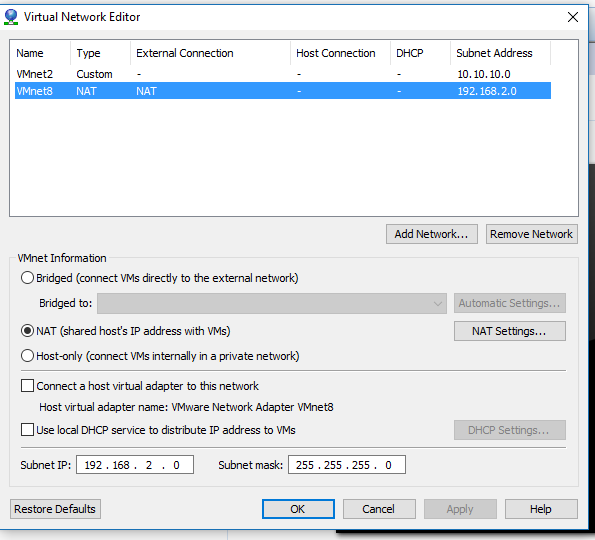 Virtual Network Editor
Name Type External Connection Host Connection DHCP Subnet Address
VMnet2 Custom - - - 10.10.10.0
VMnet8 NAT NAT - - 192.168.2.0
Add Network... Remove Network
VMnet Information
Bridged (connect VMs directly to the external network)
Bridged to: Automatic Settings...
NAT (shared host's IP address with VMs) NAT Settings...
Host-only (connect VMs internally in a private network)
Connect a host virtual adapter to this network
Host virtual adapter name: VMware Network Adapter VMnet8
Use local DHCP service to distribute IP address to VMs DHCP Settings...
Subnet IP: 192 . 168 . 2 . 0 Subnet mask: 255 . 255 . 255 . 0
Restore Defaults OK Cancel Apply Help